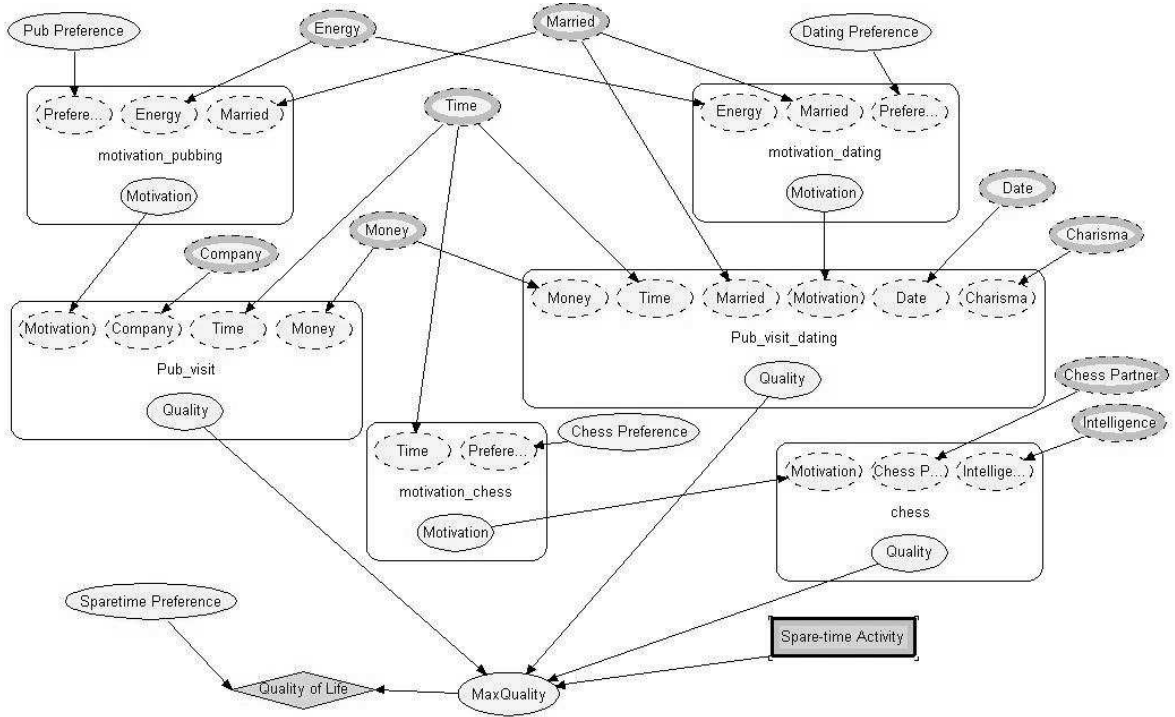 Pub Preference
Energy
Married
Dating Preference
Prefere...
Energy
Married
motivation_pubbing
Motivation
Time
Energy
Married
Prefere...
motivation_dating
Motivation
Date
Company
Money
Charisma
Motivation
Company
Time
Money
Pub_visit
Quality
Money
Time
Married
Motivation
Date
Charisma
Pub_visit_dating
Quality
Chess Partner
Intelligence
Time
Prefere...
motivation_chess
Motivation
Chess Preference
Motivation
Chess P...
Intellige...
chess
Quality
Sparetime Preference
Spare-time Activity
Quality of Life
MaxQuality